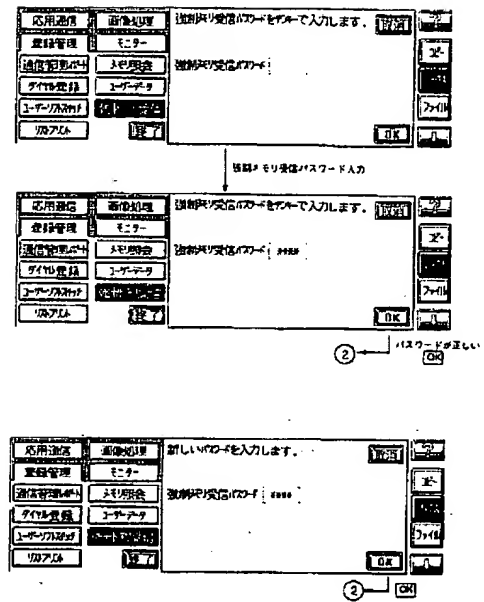 応用通信
画像処理
強制メモリ受信パスワードをテンキーで入力します。
取消
登録管理
モニター
コピー
通信管理レポート
メモリ照会
強制メモリ受信パスワード
ダイヤル登録
ユーザーデータ
ファイル
ユーザーソフトスイッチ
リストプリント
終了
OK
強制メモリ受信パスワード入力
応用通信
画像処理
強制メモリ受信パスワードをテンキーで入力します。
取消
登録管理
モニター
コピー
通信管理レポート
メモリ照会
強制メモリ受信パスワード ****
ダイヤル登録
ユーザーデータ
ファイル
ユーザーソフトスイッチ
リストプリント
終了
OK
② パスワードが正しい
OK
応用通信
画像処理
新しいパスワードを入力します。
取消
登録管理
モニター
コピー
通信管理レポート
メモリ照会
強制メモリ受信パスワード ****
ダイヤル登録
ユーザーデータ
ファイル
ユーザーソフトスイッチ
リストプリント
終了
OK
② OK